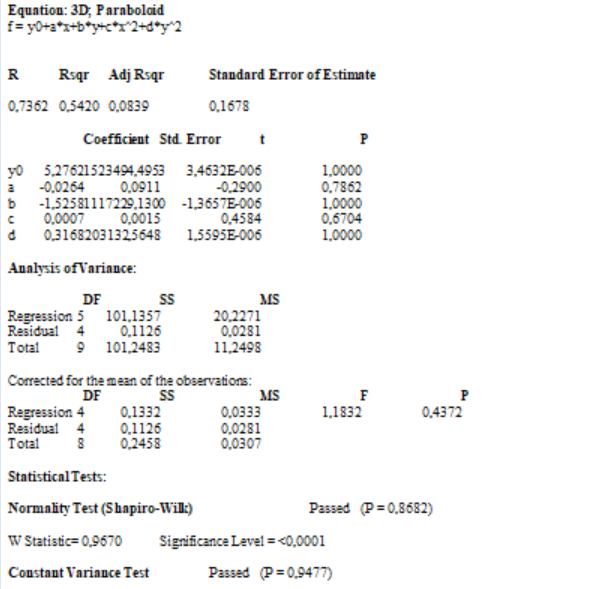 Equation: 3D; Paraboloid
f= y0+a*x+b*y+c*x^2+d*y^2
R Rsqr Adj Rsqr Standard Error of Estimate
0,7362 0,5420 0,0839 0,1678
Coefficient Std. Error t P
y0 5,27621523494,4953 3,4632E-006 1,0000
a -0,0264 0,0911 -0,2900 0,7862
b -1,52581117229,1300 -1,3657E-006 1,0000
c 0,0007 0,0015 0,4584 0,6704
d 0,31682031325648 1,5595E-006 1,0000
Analysis of Variance:
DF SS MS
Regression 5 101,1357 20,2271
Residual 4 0,1126 0,0281
Total 9 101,2483 11,2498
Corrected for the mean of the observations:
DF SS MS F P
Regression 4 0,1332 0,0333 1,1832 0,4372
Residual 4 0,1126 0,0281
Total 8 0,2458 0,0307
Statistical Tests:
Normality Test (Shapiro-Wilk) Passed (P = 0,8682)
W Statistic= 0,9670 Significance Level = <0,0001
Constant Variance Test Passed (P = 0,9477)